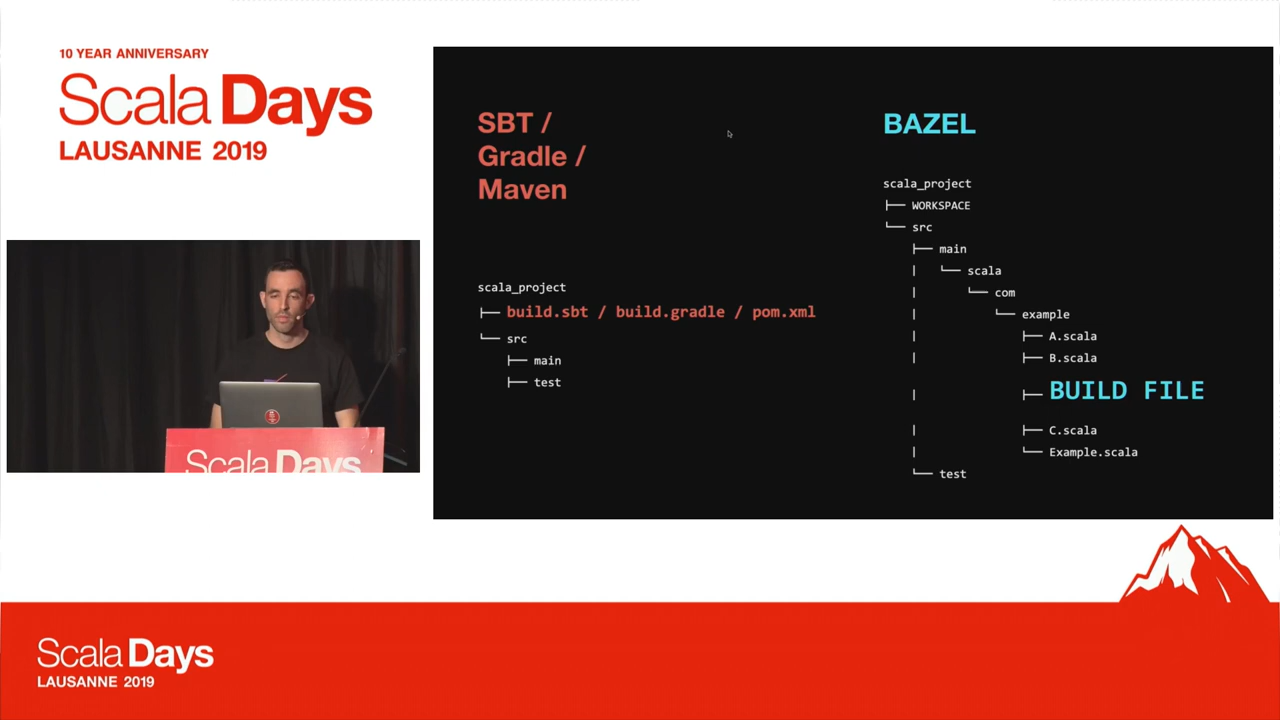 10 YEAR ANNIVERSARY
Scala Days
LAUSANNE 2019
Scala Days
SBT /
Gradle /
Maven
scala_project
├── build.sbt / build.gradle / pom.xml
└── src
├── main
├── test
BAZEL
scala_project
├── WORKSPACE
└── src
├── main
| └── scala
| └── com
| └── example
| ├── A.scala
| ├── B.scala
| ├── BUILD FILE
| ├── C.scala
| └── Example.scala
└── test
Scala Days
LAUSANNE 2019